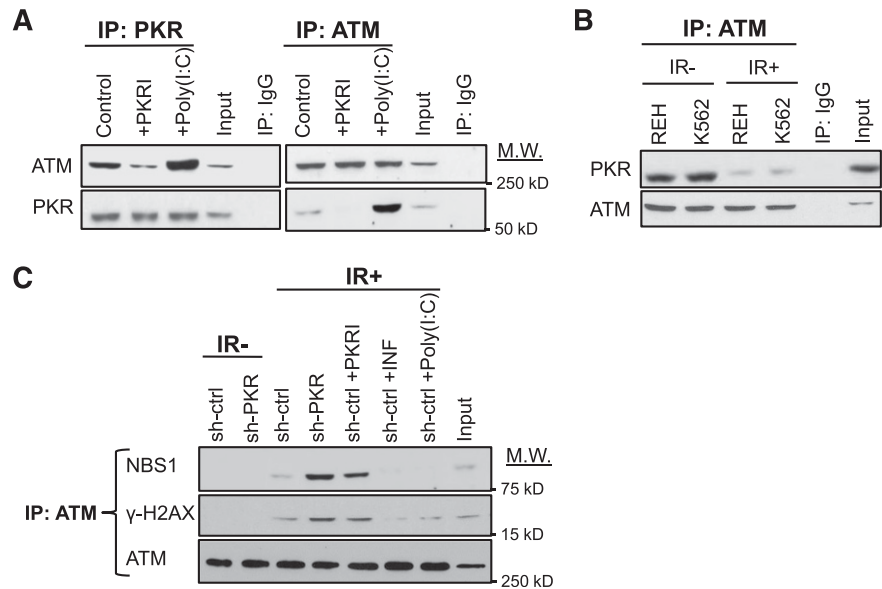 A
IP: PKR
IP: ATM
Control
+PKRI
+Poly(I:C)
Input
IP: IgG
Control
+PKRI
+Poly(I:C)
Input
IP: IgG
M.W.
ATM
250 kD
PKR
50 kD
B
IP: ATM
IR-
IR+
REH
K562
REH
K562
IP: IgG
Input
PKR
ATM
C
IR+
IR-
sh-ctrl
sh-PKR
sh-ctrl
sh-PKR
sh-ctrl +PKRI
sh-ctrl +INF
sh-ctrl +Poly(I:C)
Input
M.W.
IP: ATM
NBS1
75 kD
γ-H2AX
15 kD
ATM
250 kD